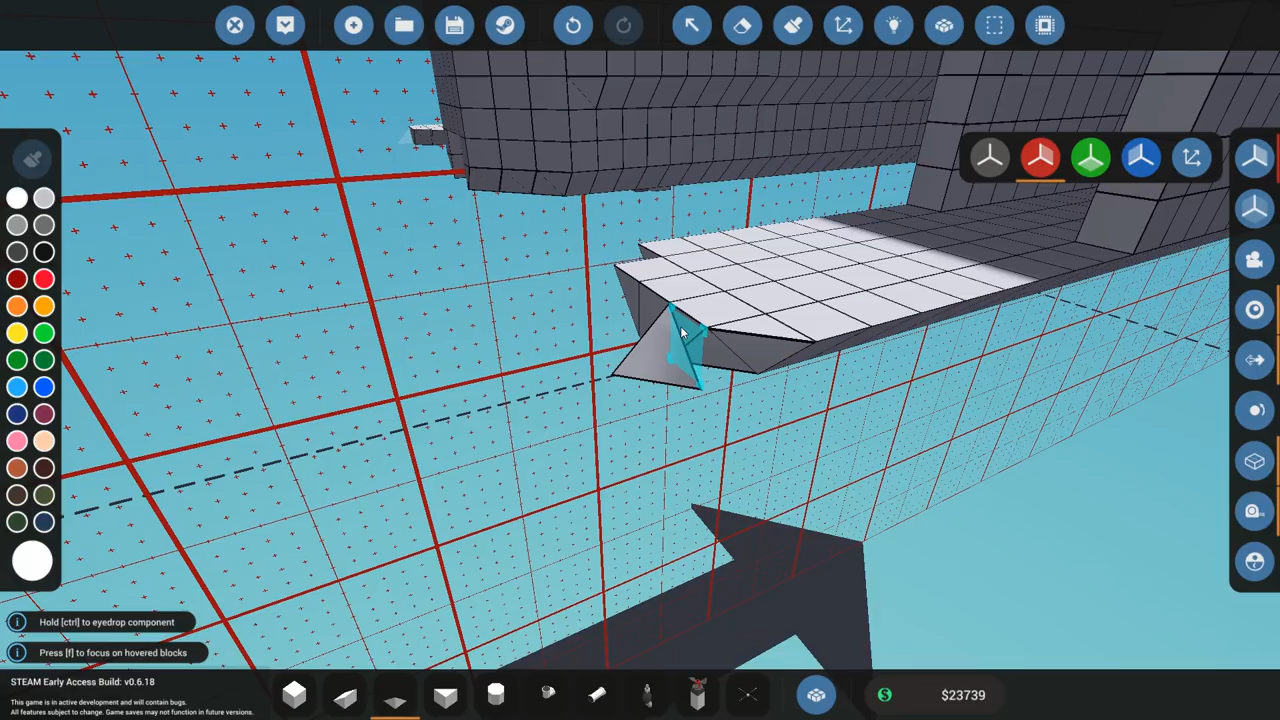 Hold [ctrl] to eyedrop component
Press [f] to focus on hovered blocks
STEAM Early Access Build: v0.6.18
This game is in active development and will contain bugs.
All features subject to change. Game saves may not function in future versions.
$ $23739